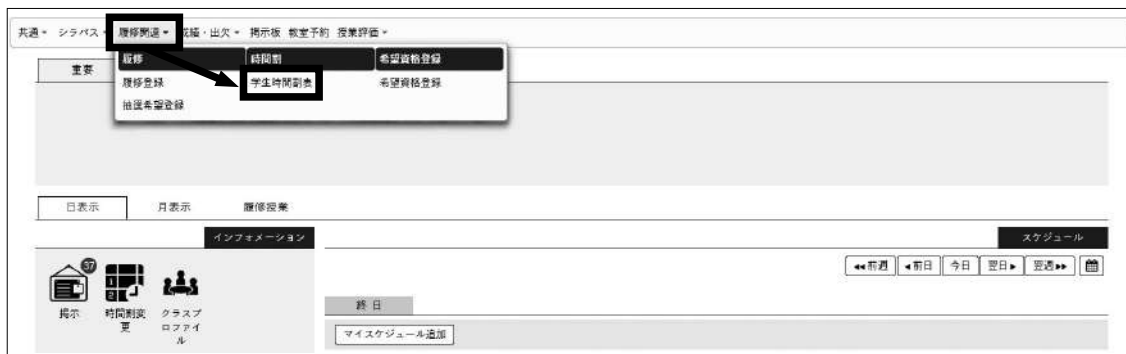 共通 シラバス 履修関連 成績・出欠 掲示板 教室予約 授業評価
重要
履修 時間割 希望資格登録
履修登録 学生時間割表 希望資格登録
抽選希望登録
日表示 月表示 履修授業
インフォメーション
スケジュール
前週 前日 今日 翌日 翌週
37
掲示
時間割変
更
クラスプ
ロファイ
ル
終日
マイスケジュール追加